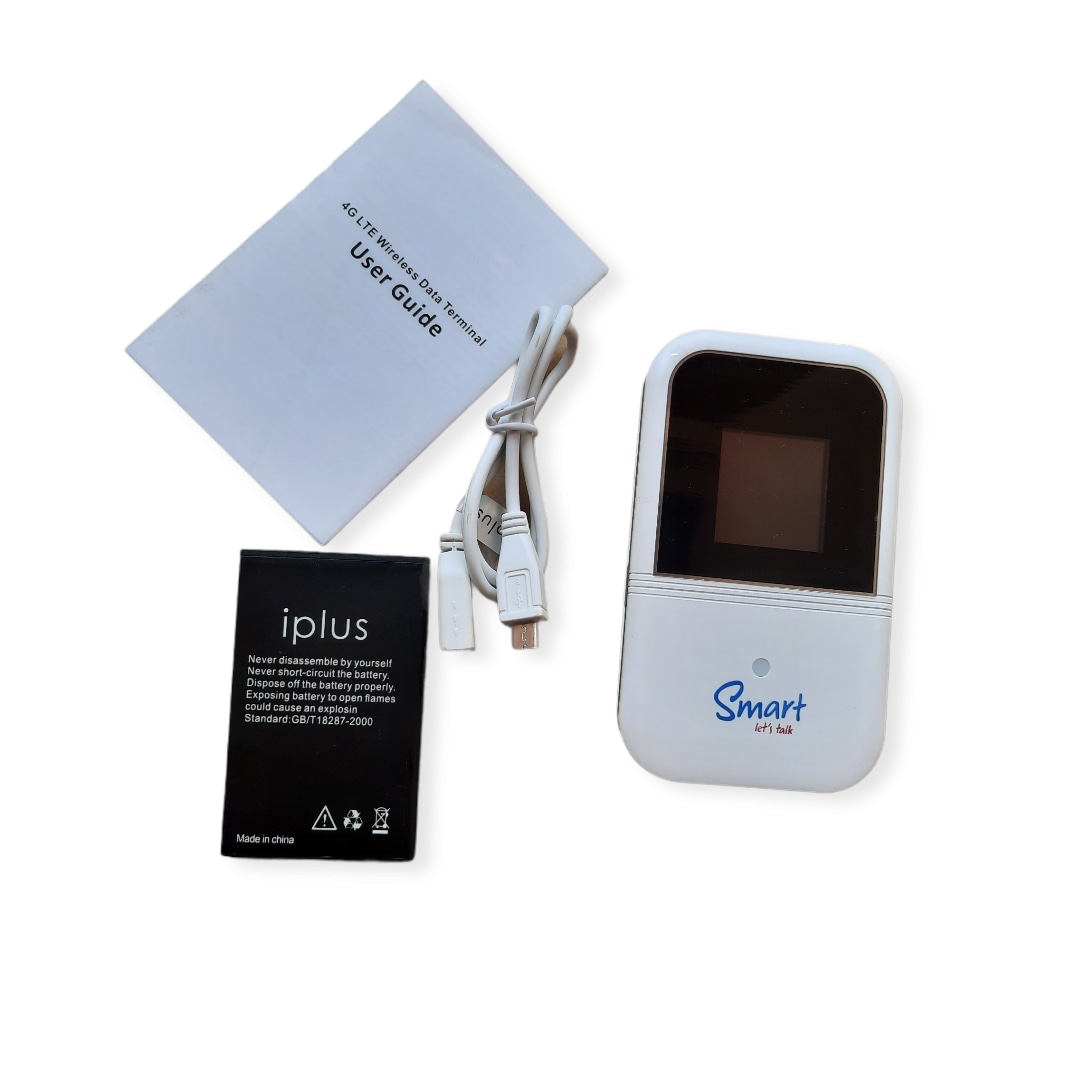 4G LTE Wireless Data Terminal
User Guide
iplus
Never disassemble by yourself
Never short-circuit the battery.
Dispose off the battery properly.
Exposing battery to open flames
could cause an explosin
Standard:GB/T18287-2000
Made in china
Smart
let's talk